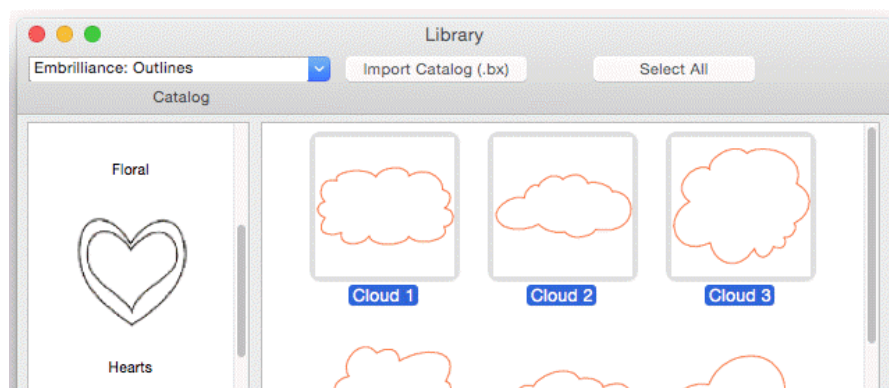 Library
Embrilliance: Outlines
Import Catalog (.bx)
Select All
Catalog
Floral
Hearts
Cloud 1
Cloud 2
Cloud 3